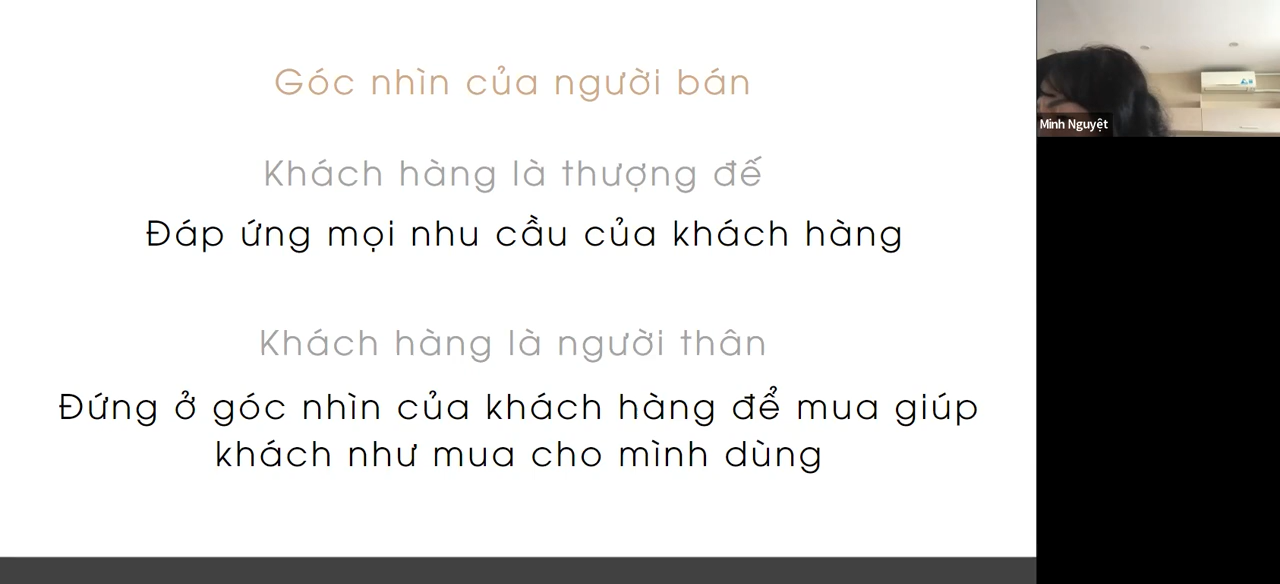 Góc nhìn của người bán
Khách hàng là thượng đế
Đáp ứng mọi nhu cầu của khách hàng
Khách hàng là người thân
Đứng ở góc nhìn của khách hàng để mua giúp
khách như mua cho mình dùng
Minh Nguyệt